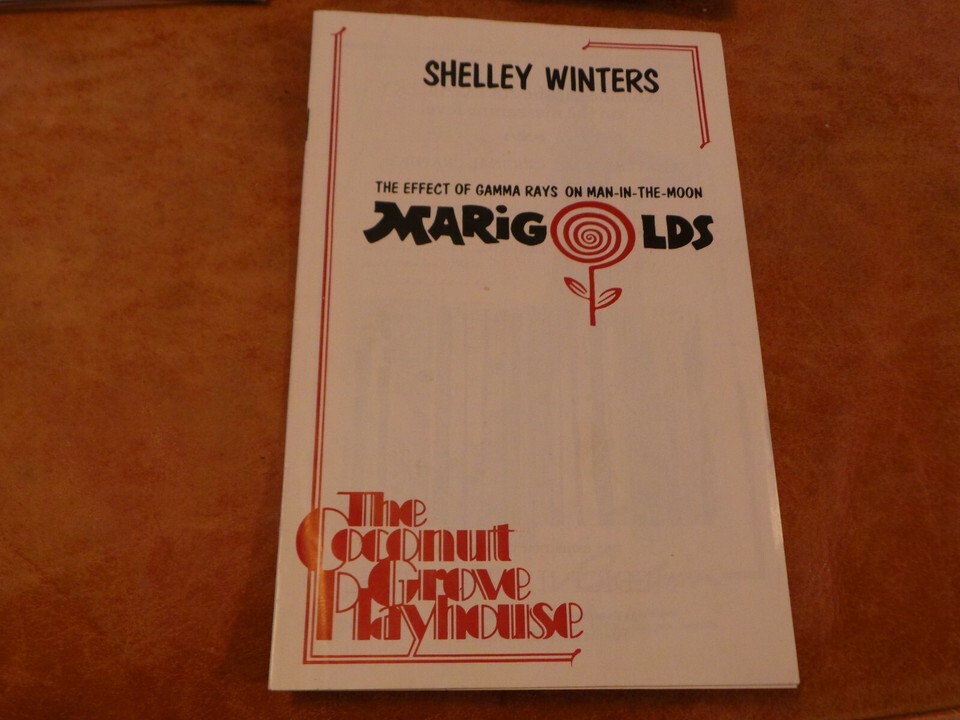 SHELLEY WINTERS
THE EFFECT OF GAMMA RAYS ON MAN-IN-THE-MOON
MARiGOLDS
The
Coconut
Grove
Playhouse